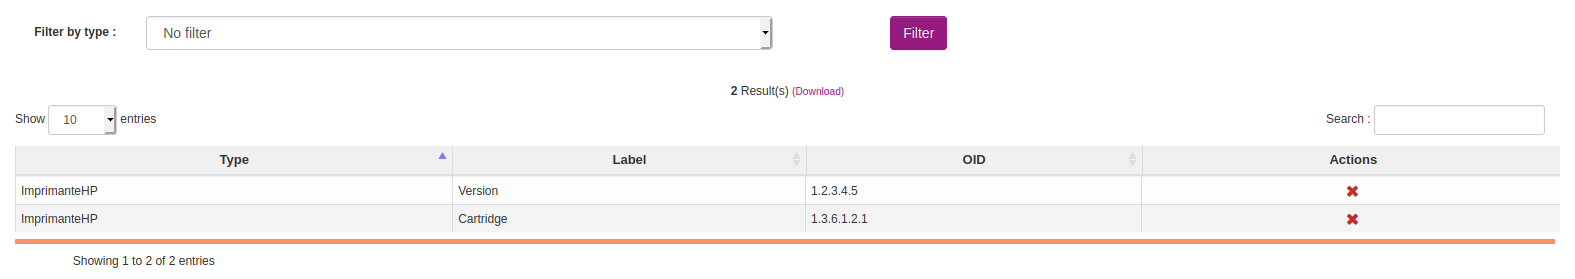 Filter by type : No filter Filter
2 Result(s) (Download)
Show 10 entries Search :
Type Label OID Actions
ImprimanteHP Version 1.2.3.4.5
ImprimanteHP Cartridge 1.3.6.1.2.1
Showing 1 to 2 of 2 entries